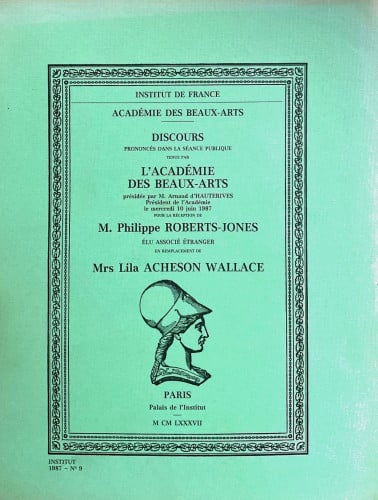 INSTITUT DE FRANCE
ACADÉMIE DES BEAUX-ARTS
DISCOURS
PRONONCÉS DANS LA SÉANCE PUBLIQUE
TENUE PAR
L'ACADÉMIE
DES BEAUX-ARTS
présidée par M. Arnaud d'HAUTERIVES
Président de l'Académie
le mercredi 10 juin 1987
POUR LA RÉCEPTION DE
M. Philippe ROBERTS-JONES
ÉLU ASSOCIÉ ÉTRANGER
EN REMPLACEMENT DE
Mrs Lila ACHESON WALLACE
PARIS
Palais de l'Institut
M CM LXXXVII
INSTITUT
1987 - N° 9